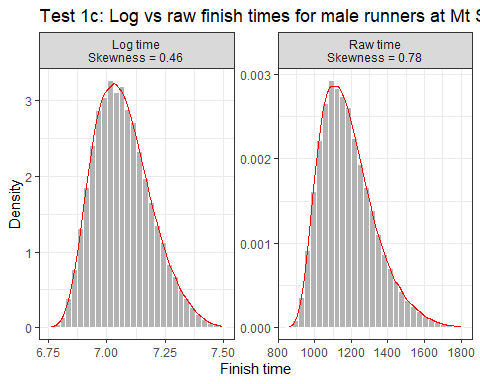 Test 1c: Log vs raw finish times for male runners at Mt
Log time
Skewness = 0.46
Raw time
Skewness = 0.78
Density
3
2
1
0
6.75 7.00 7.25 7.50
0.003
0.002
0.001
0.000
800 1000 1200 1400 1600 1800
Finish time